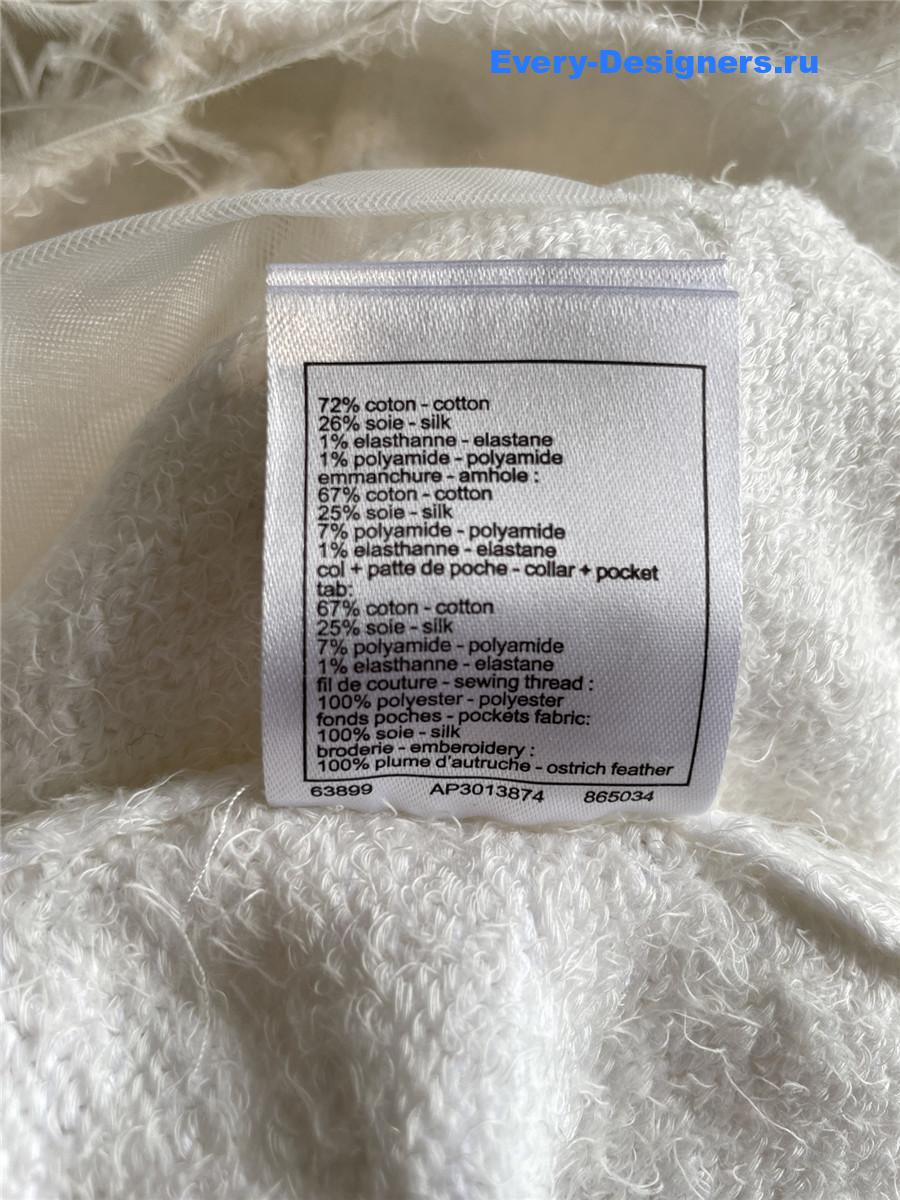 Every-Designers.ru
72% coton - cotton
26% soie - silk
1% elasthanne - elastane
1% polyamide - polyamide
emmanchure - amhole :
67% coton - cotton
25% soie - silk
7% polyamide - polyamide
1% elasthanne - elastane
col + patte de poche - collar + pocket
tab:
67% coton - cotton
25% soie - silk
7% polyamide - polyamide
1% elasthanne - elastane
fil de couture - sewing thread :
100% polyester - polyester
fonds poches - pockets fabric:
100% soie - silk
broderie - emberoidery :
100% plume d'autruche - ostrich feather
63899 AP3013874 865034